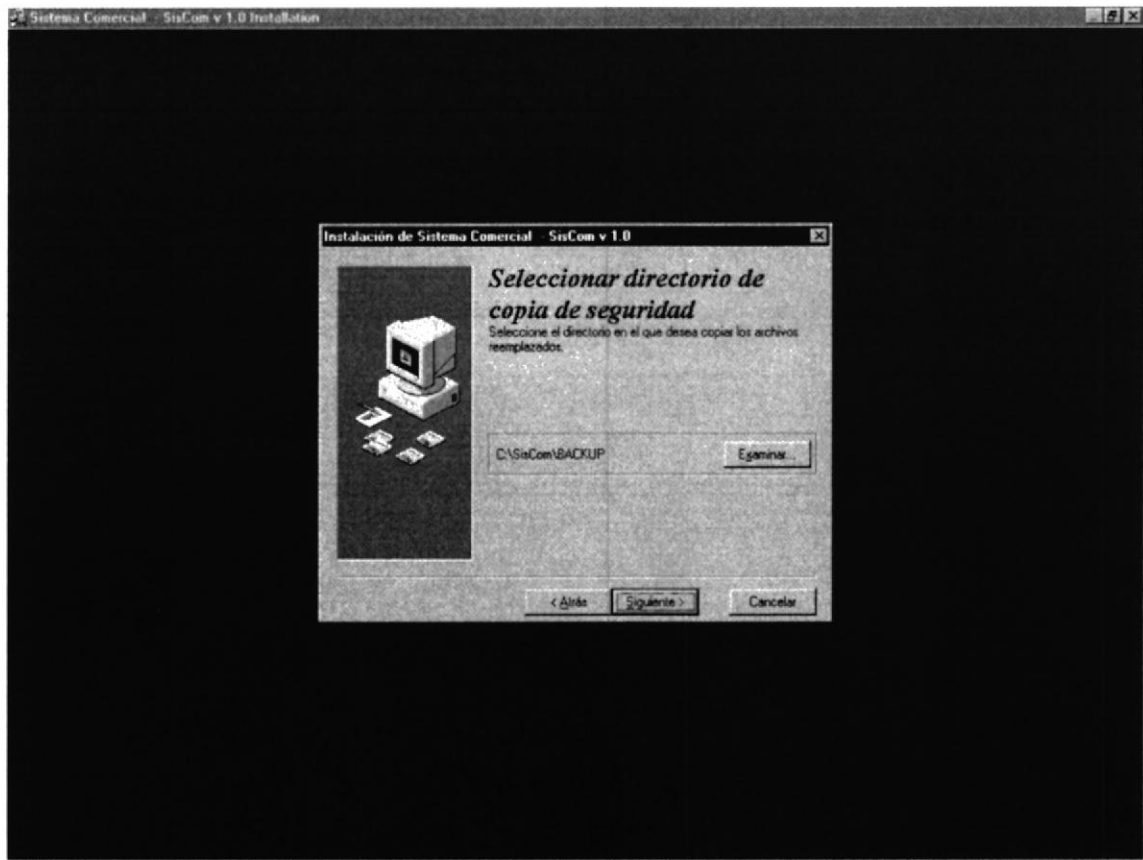 Sistema Comercial - SisCom v 1.0 Installation
Instalación de Sistema Comercial - SisCom v 1.0
Seleccionar directorio de
copia de seguridad
Seleccione el directorio en el que desea copiar los archivos
reemplazados.
C:\SisCom\BACKUP
Examinar...
< Atrás
Siguiente >
Cancelar